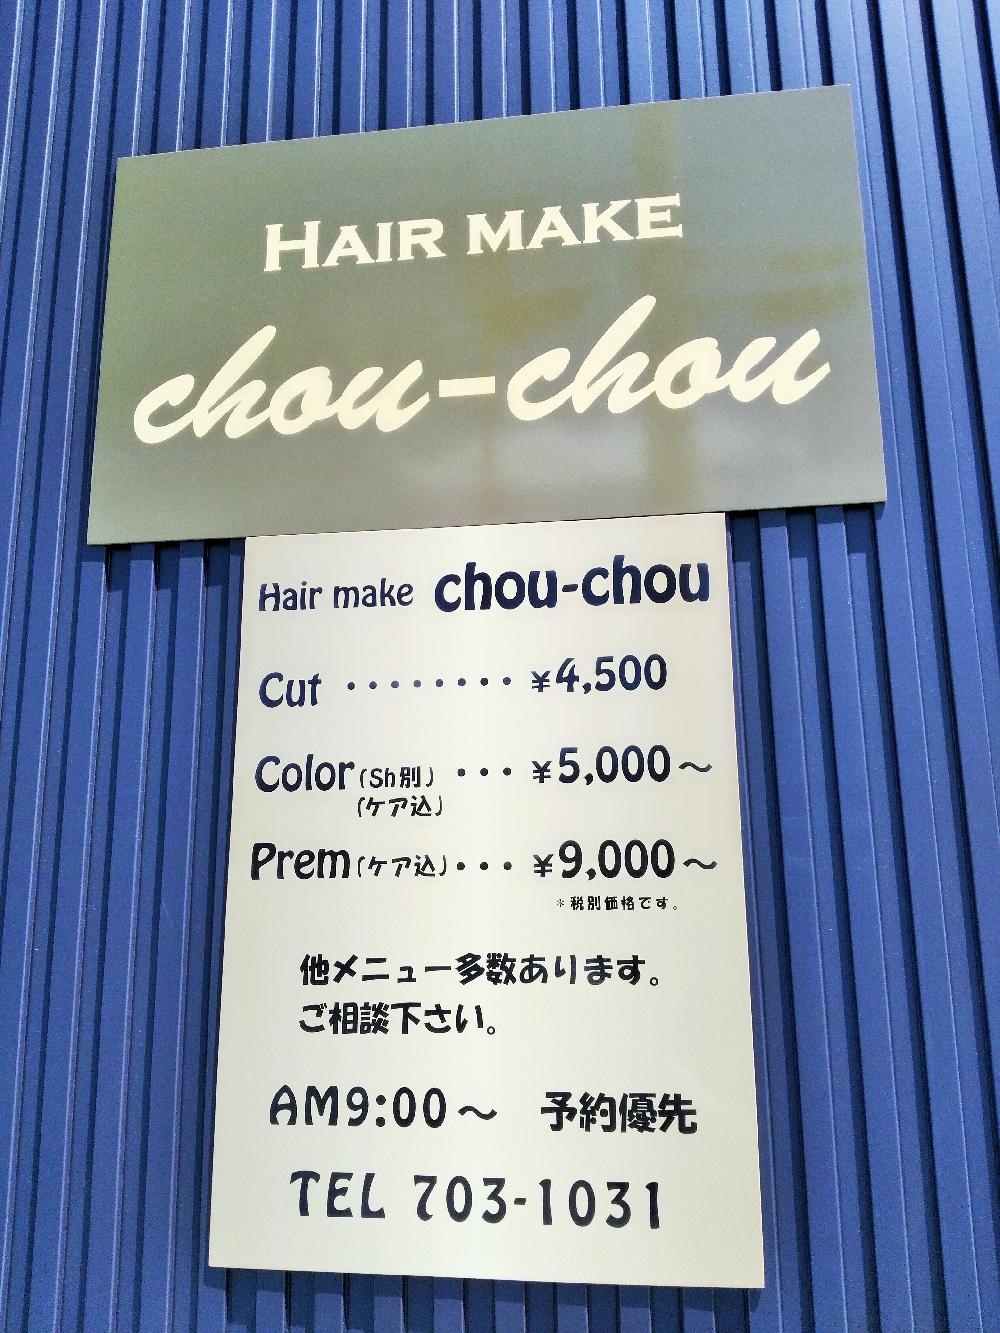 HAIR MAKE
chou-chou
Hair make chou-chou
Cut ········· ¥4,500
Color (Sh別) ··· ¥5,000～
(ケア込)
Prem (ケア込)··· ¥9,000～
*税別価格です。
他メニュー多数あります。
ご相談下さい。
AM9:00～ 予約優先
TEL 703-1031